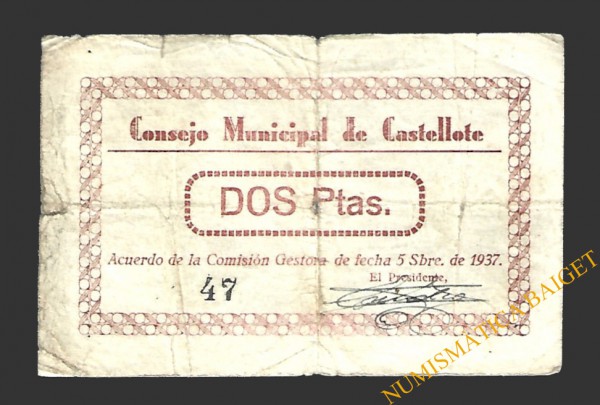 Consejo Municipal de Castellote
DOS Ptas.
Acuerdo de la Comisión Gestora de fecha 5 Sbre. de 1937.
El Presidente,
47
NUMISMATICA BAIGET